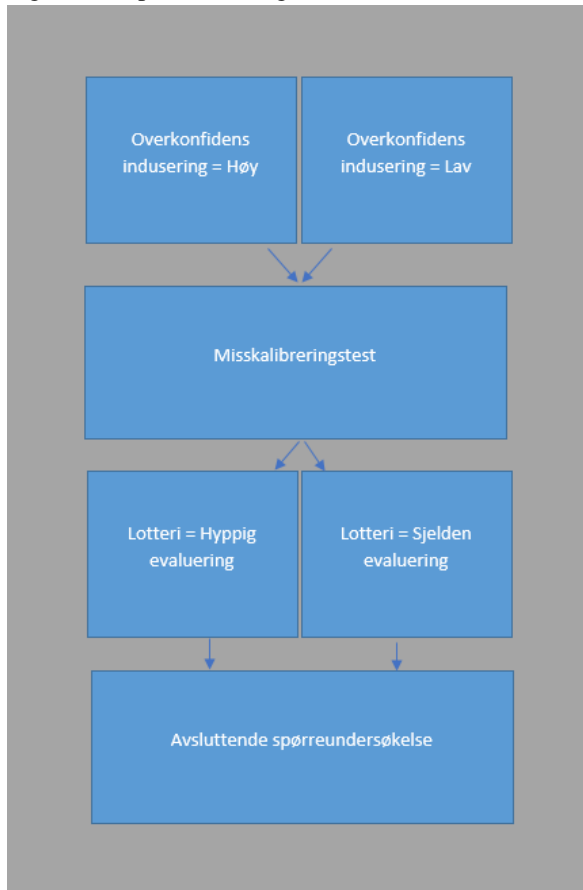 Overkonfidens
indusering = Høy
Overkonfidens
indusering = Lav
Misskalibreringstest
Lotteri = Hyppig
evaluering
Lotteri = Sjelden
evaluering
Avsluttende spørreundersøkelse